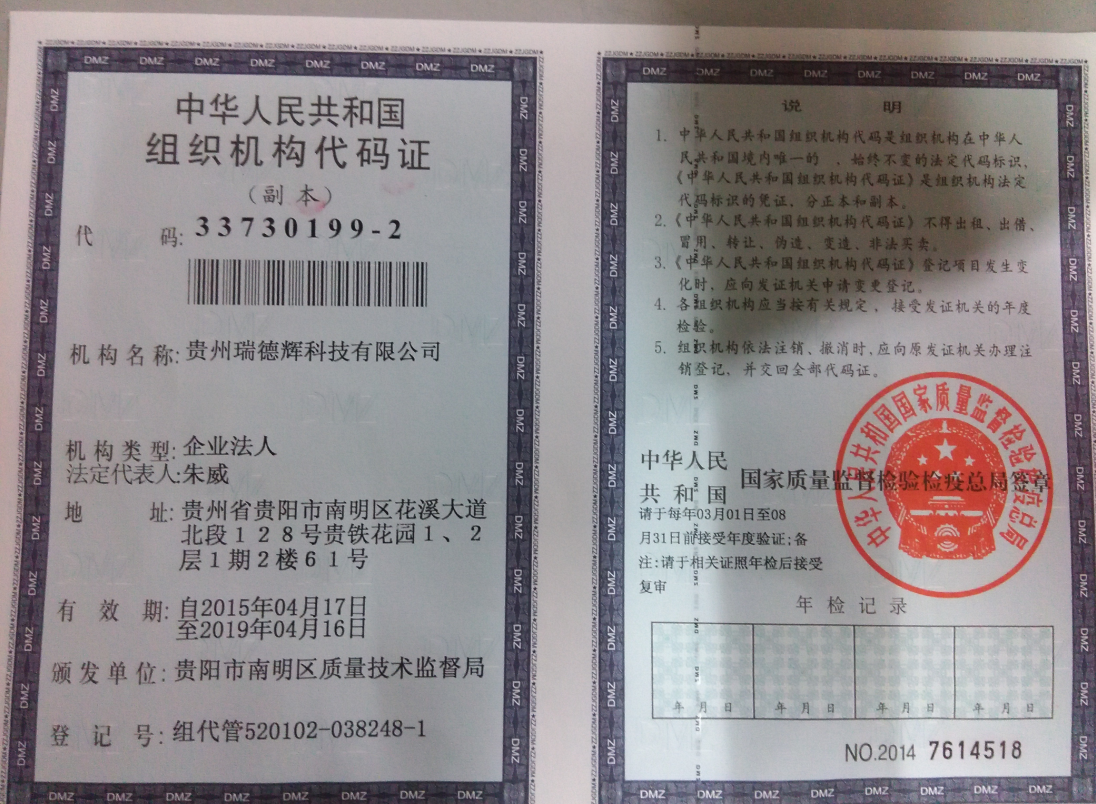 中华人民共和国
组织机构代码证
（副本）
代 码: 33730199-2
机构名称: 贵州瑞德辉科技有限公司
机构类型: 企业法人
法定代表人: 朱威
地 址: 贵州省贵阳市南明区花溪大道
北段128号贵铁花园1、2
层1期2楼61号
有 效 期: 自2015年04月17日
至2019年04月16日
颁发单位: 贵阳市南明区质量技术监督局
登 记 号: 组代管520102-038248-1
说 明
1. 中华人民共和国组织机构代码是组织机构在中华人
民共和国境内唯一的 、始终不变的法定代码标识，
《中华人民共和国组织机构代码证》是组织机构法定
代码标识的凭证，分正本和副本。
2.《中华人民共和国组织机构代码证》不得出租、出借、
冒用、转让、伪造、变造、非法买卖。
3.《中华人民共和国组织机构代码证》登记项目发生变
化时，应向发证机关申请变更登记。
4. 各组织机构应当按有关规定，接受发证机关的年度
检验。
5. 组织机构依法注销、撤消时，应向原发证机关办理注
销登记，并交回全部代码证。
中华人民
共和国 国家质量监督检验检疫总局签章
中华人民共和国国家质量监督检验检疫总局
请于每年03月01日至08
月31日前接受年度验证;备
注:请于相关证照年检后接受
复审
年检记录
年 月 日 年 月 日 年 月 日 年 月 日
NO.2014 7614518